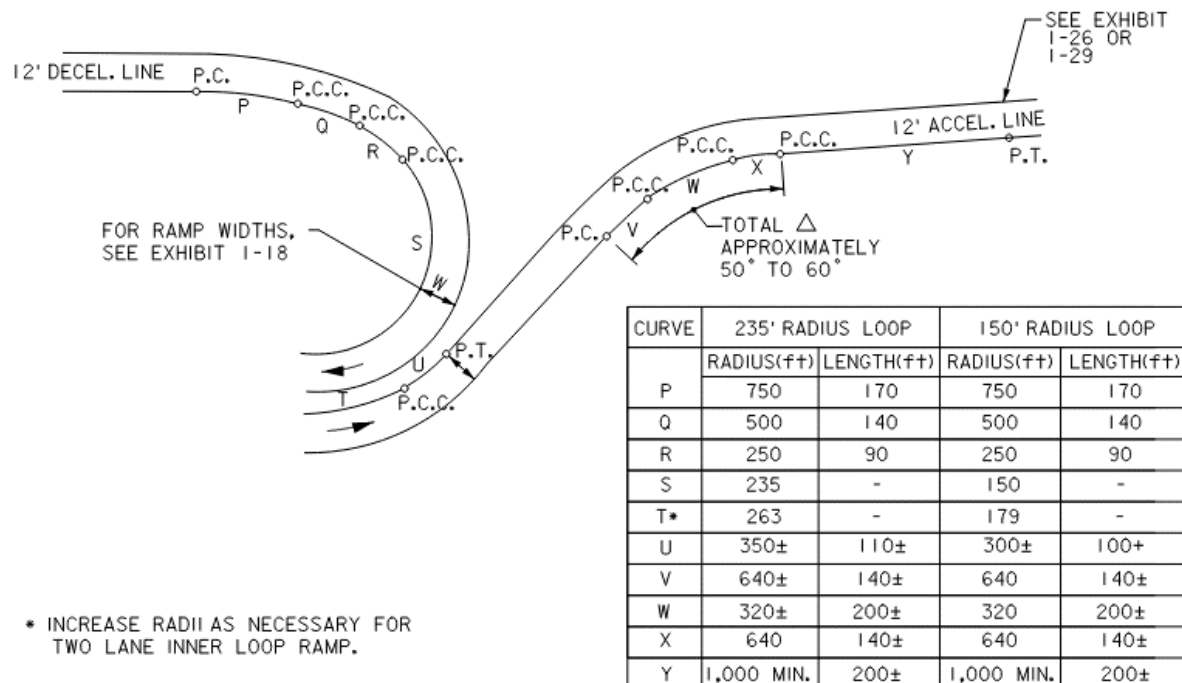 SEE EXHIBIT
1-26 OR
1-29
12' DECEL. LINE
P.C.
P
P.C.C.
Q
P.C.C.
R
P.C.C.
S
FOR RAMP WIDTHS,
SEE EXHIBIT 1-18
W
U
P.T.
T
P.C.C.
P.C.
V
P.C.C.
W
P.C.C.
X
P.C.C.
12' ACCEL. LINE
Y
P.T.
TOTAL △
APPROXIMATELY
50° TO 60°
CURVE 235' RADIUS LOOP 150' RADIUS LOOP
RADIUS(ft) LENGTH(ft) RADIUS(ft) LENGTH(ft)
P 750 170 750 170
Q 500 140 500 140
R 250 90 250 90
S 235 - 150 -
T* 263 - 179 -
U 350± 110± 300± 100+
V 640± 140± 640 140±
W 320± 200± 320 200±
X 640 140± 640 140±
Y 1,000 MIN. 200± 1,000 MIN. 200±
* INCREASE RADII AS NECESSARY FOR
TWO LANE INNER LOOP RAMP.